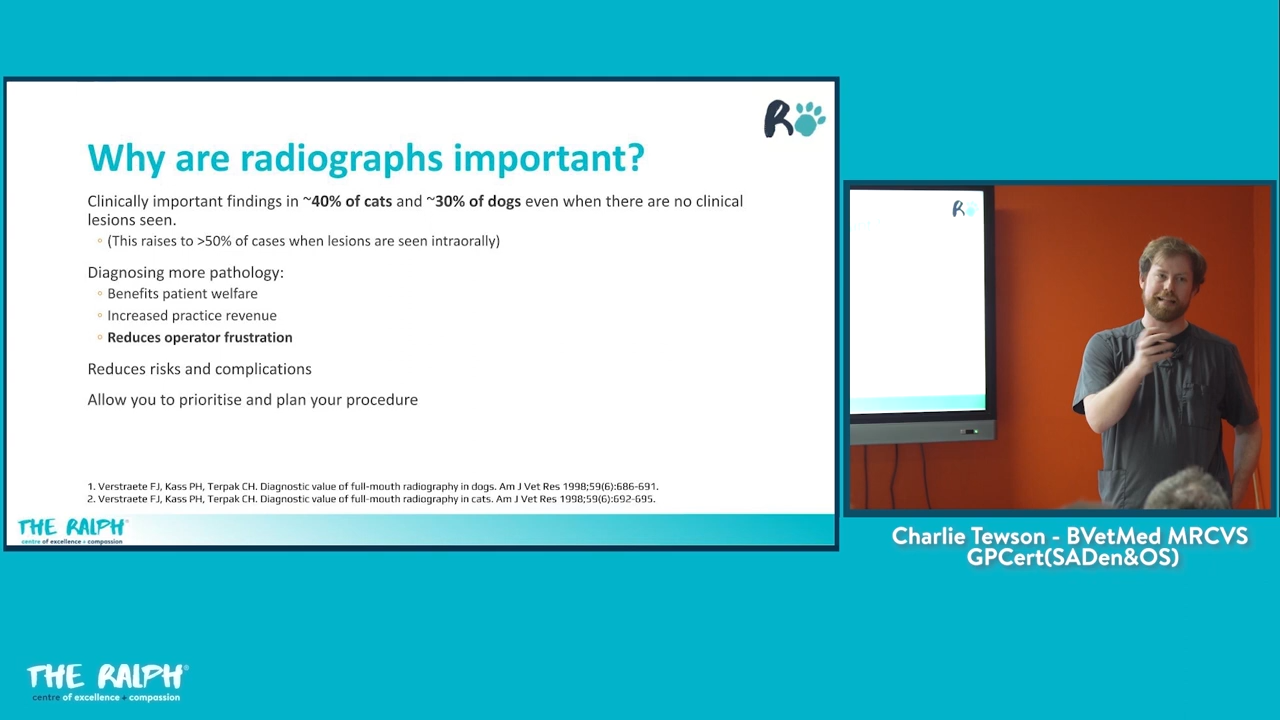 R
Why are radiographs important?
Clinically important findings in ~40% of cats and ~30% of dogs even when there are no clinical
lesions seen.
◦ (This raises to >50% of cases when lesions are seen intraorally)
Diagnosing more pathology:
◦ Benefits patient welfare
◦ Increased practice revenue
◦ Reduces operator frustration
Reduces risks and complications
Allow you to prioritise and plan your procedure
1. Verstraete FJ, Kass PH, Terpak CH. Diagnostic value of full-mouth radiography in dogs. Am J Vet Res 1998;59(6):686-691.
2. Verstraete FJ, Kass PH, Terpak CH. Diagnostic value of full-mouth radiography in cats. Am J Vet Res 1998;59(6):692-695.
THE RALPH®
centre of excellence + compassion
R
Charlie Tewson - BVetMed MRCVS
GPCert(SADen&OS)
THE RALPH®
centre of excellence + compassion